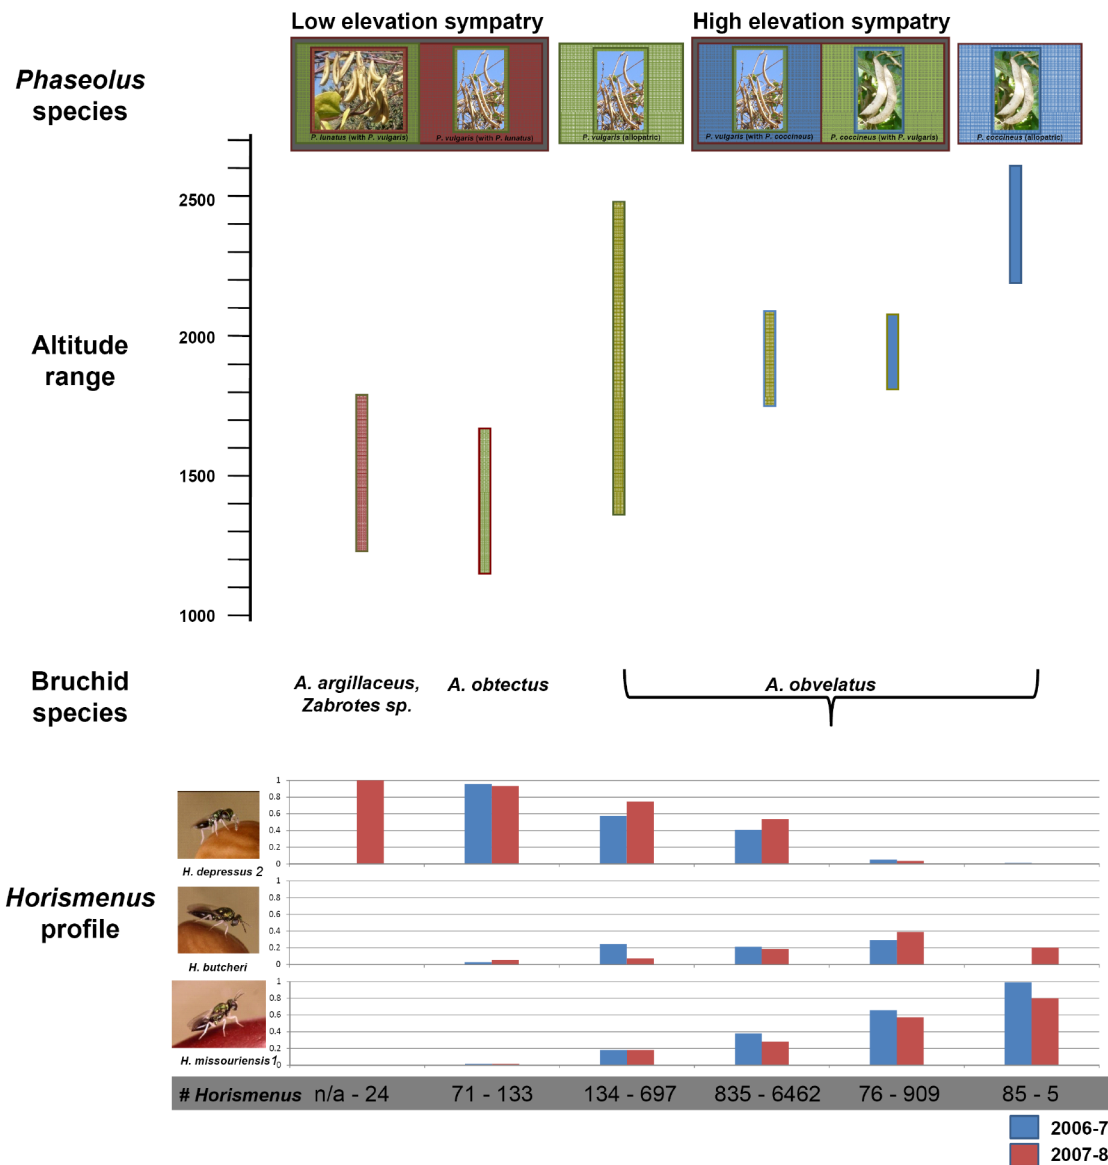 Low elevation sympatry
High elevation sympatry
Phaseolus
species
P. lunatus (with P. vulgaris)
P. vulgaris (with P. lunatus)
P. vulgaris (allopatric)
P. vulgaris (with P. coccineus)
P. coccineus (with P. vulgaris)
P. coccineus (allopatric)
Altitude
range
2500
2000
1500
1000
Bruchid
species
A. argillaceus,
Zabrotes sp.
A. obtectus
A. obvelatus
Horismenus
profile
H. depressus 2
1
0.8
0.6
0.4
0.2
0
H. butcheri
1
0.8
0.6
0.4
0.2
0
H. missouriensis1
1
0.8
0.6
0.4
0.2
0
# Horismenus n/a - 24 71 - 133 134 - 697 835 - 6462 76 - 909 85 - 5
2006-7
2007-8